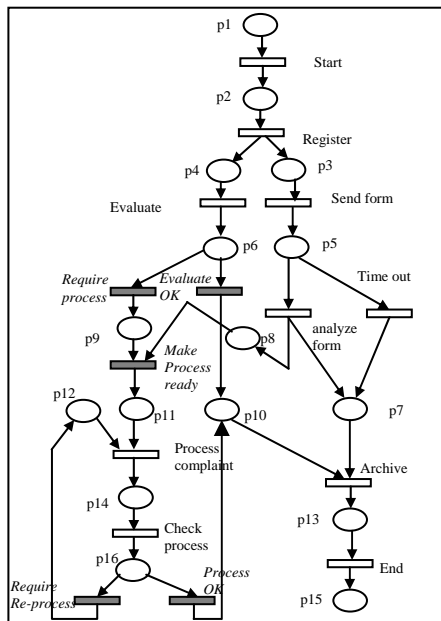 p1
Start
p2
Register
p4
p3
Evaluate
Send form
p6
p5
Require
process
Evaluate
OK
Time out
p9
p8
analyze
form
Make
Process
ready
p12
p11
p10
p7
Process
complaint
Archive
p14
p13
Check
process
p16
End
Require
Re-process
Process
OK
p15